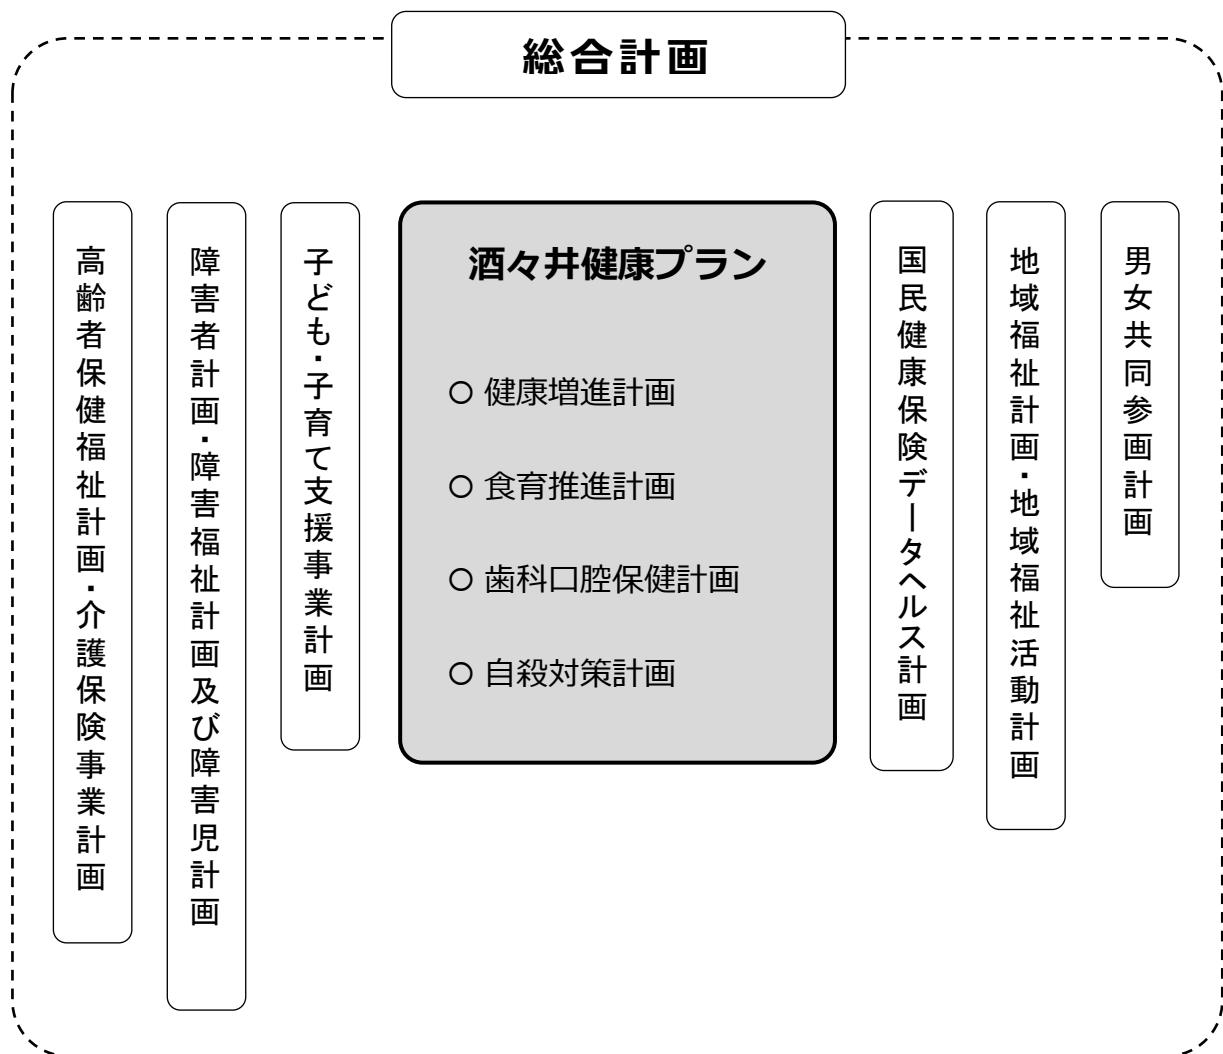 総合計画
高齢者保健福祉計画・介護保険事業計画
障害者計画・障害福祉計画及び障害児計画
子ども・子育て支援事業計画
酒々井健康プラン
○ 健康増進計画
○ 食育推進計画
○ 歯科口腔保健計画
○ 自殺対策計画
国民健康保険データヘルス計画
地域福祉計画・地域福祉活動計画
男女共同参画計画